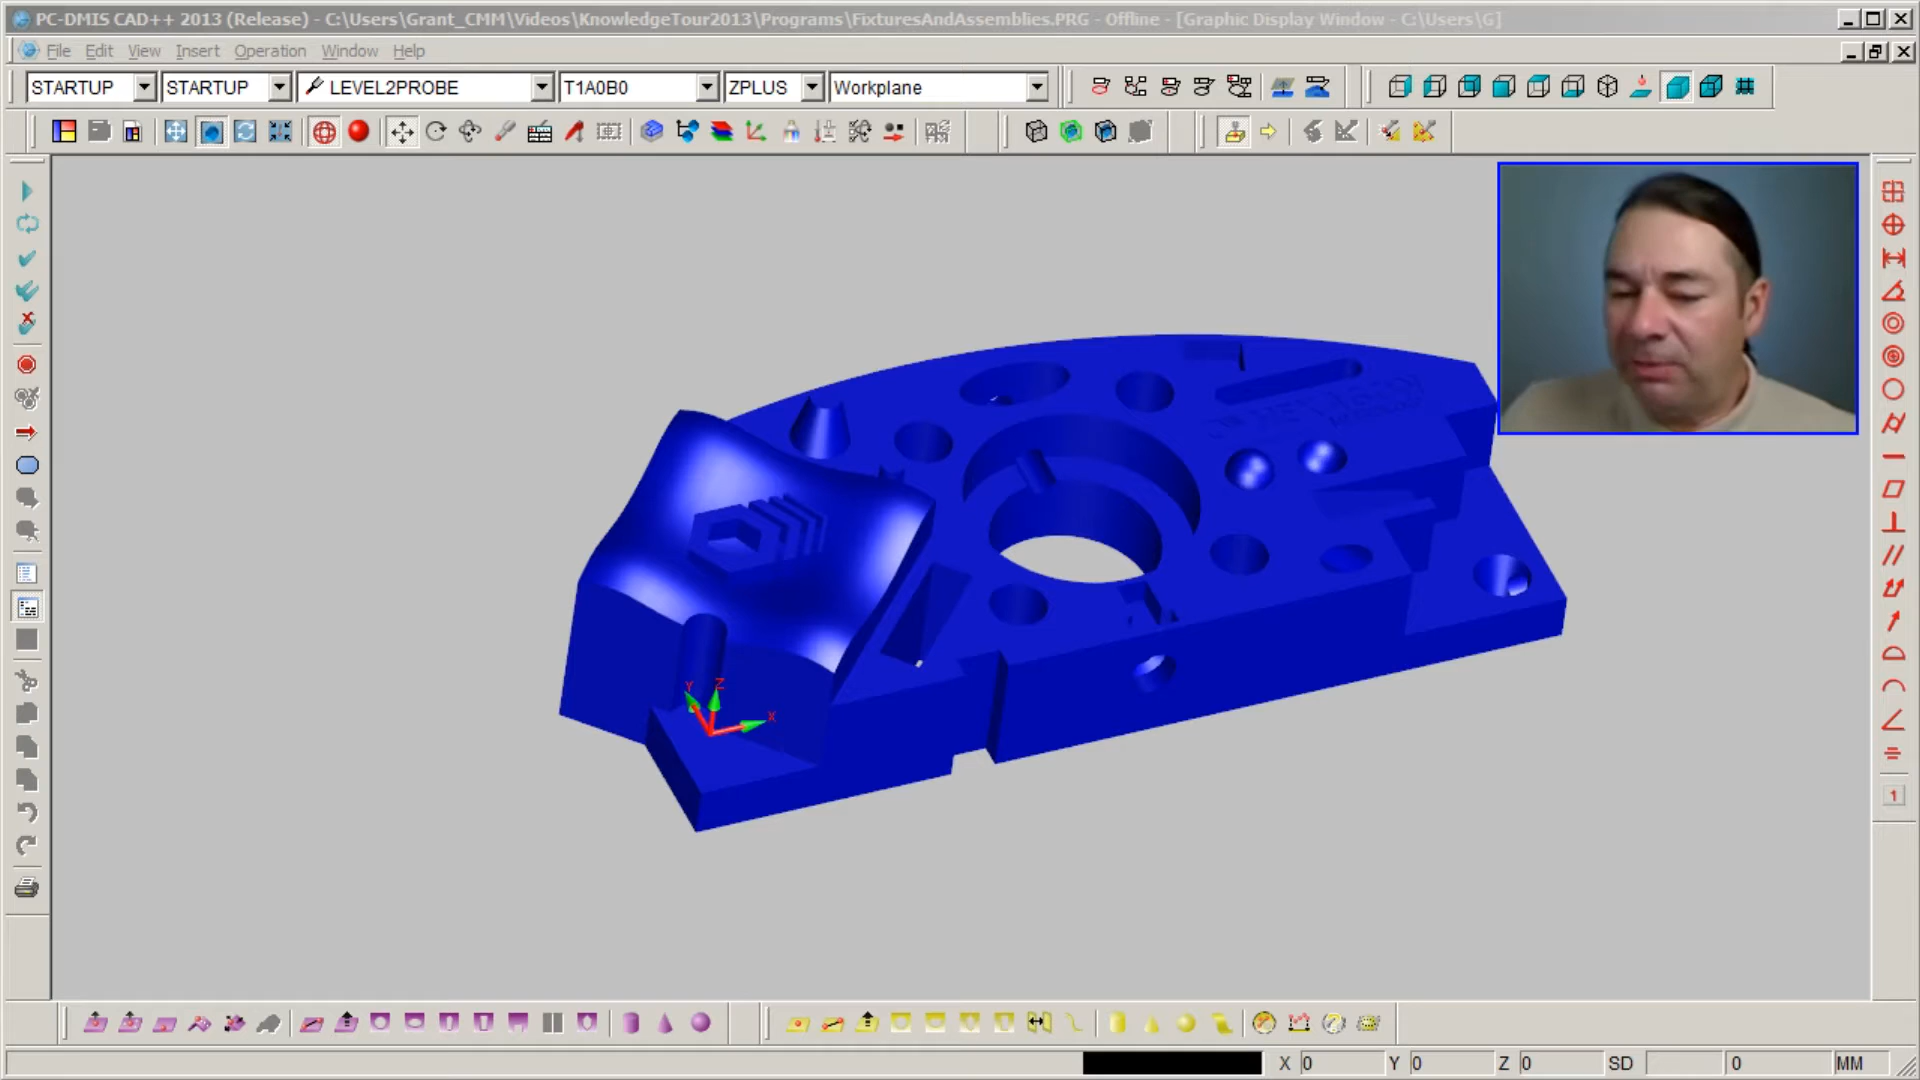 PC-DMIS CAD++ 2013 (Release) - C:\Users\Grant_CMM\Videos\KnowledgeTour2013\Programs\FixturesAndAssemblies.PRG - Offline - [Graphic Display Window - C:\Users\G]
File Edit View Insert Operation Window Help
STARTUP STARTUP LEVEL2PROBE T1A0B0 ZPLUS Workplane
Y Z X
1
X 0 Y 0 Z 0 SD 0 MM